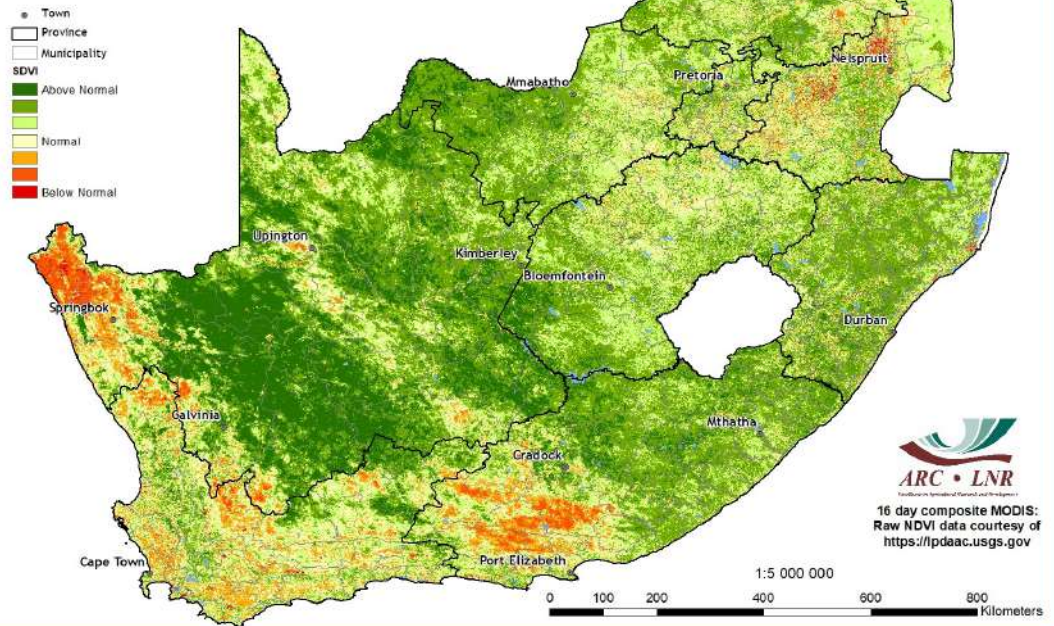 Town
Province
Municipality
SDVI
Above Normal
Normal
Below Normal
Mmabatho
Pretoria
Nelspruit
Upington
Kimberley
Bloemfontein
Springbok
Durban
Calvinia
Mthatha
Cradock
Cape Town
Port Elizabeth
ARC • LNR
16 day composite MODIS:
Raw NDVI data courtesy of
https://lpdaac.usgs.gov
1:5 000 000
0 100 200 400 600 800
Kilometers